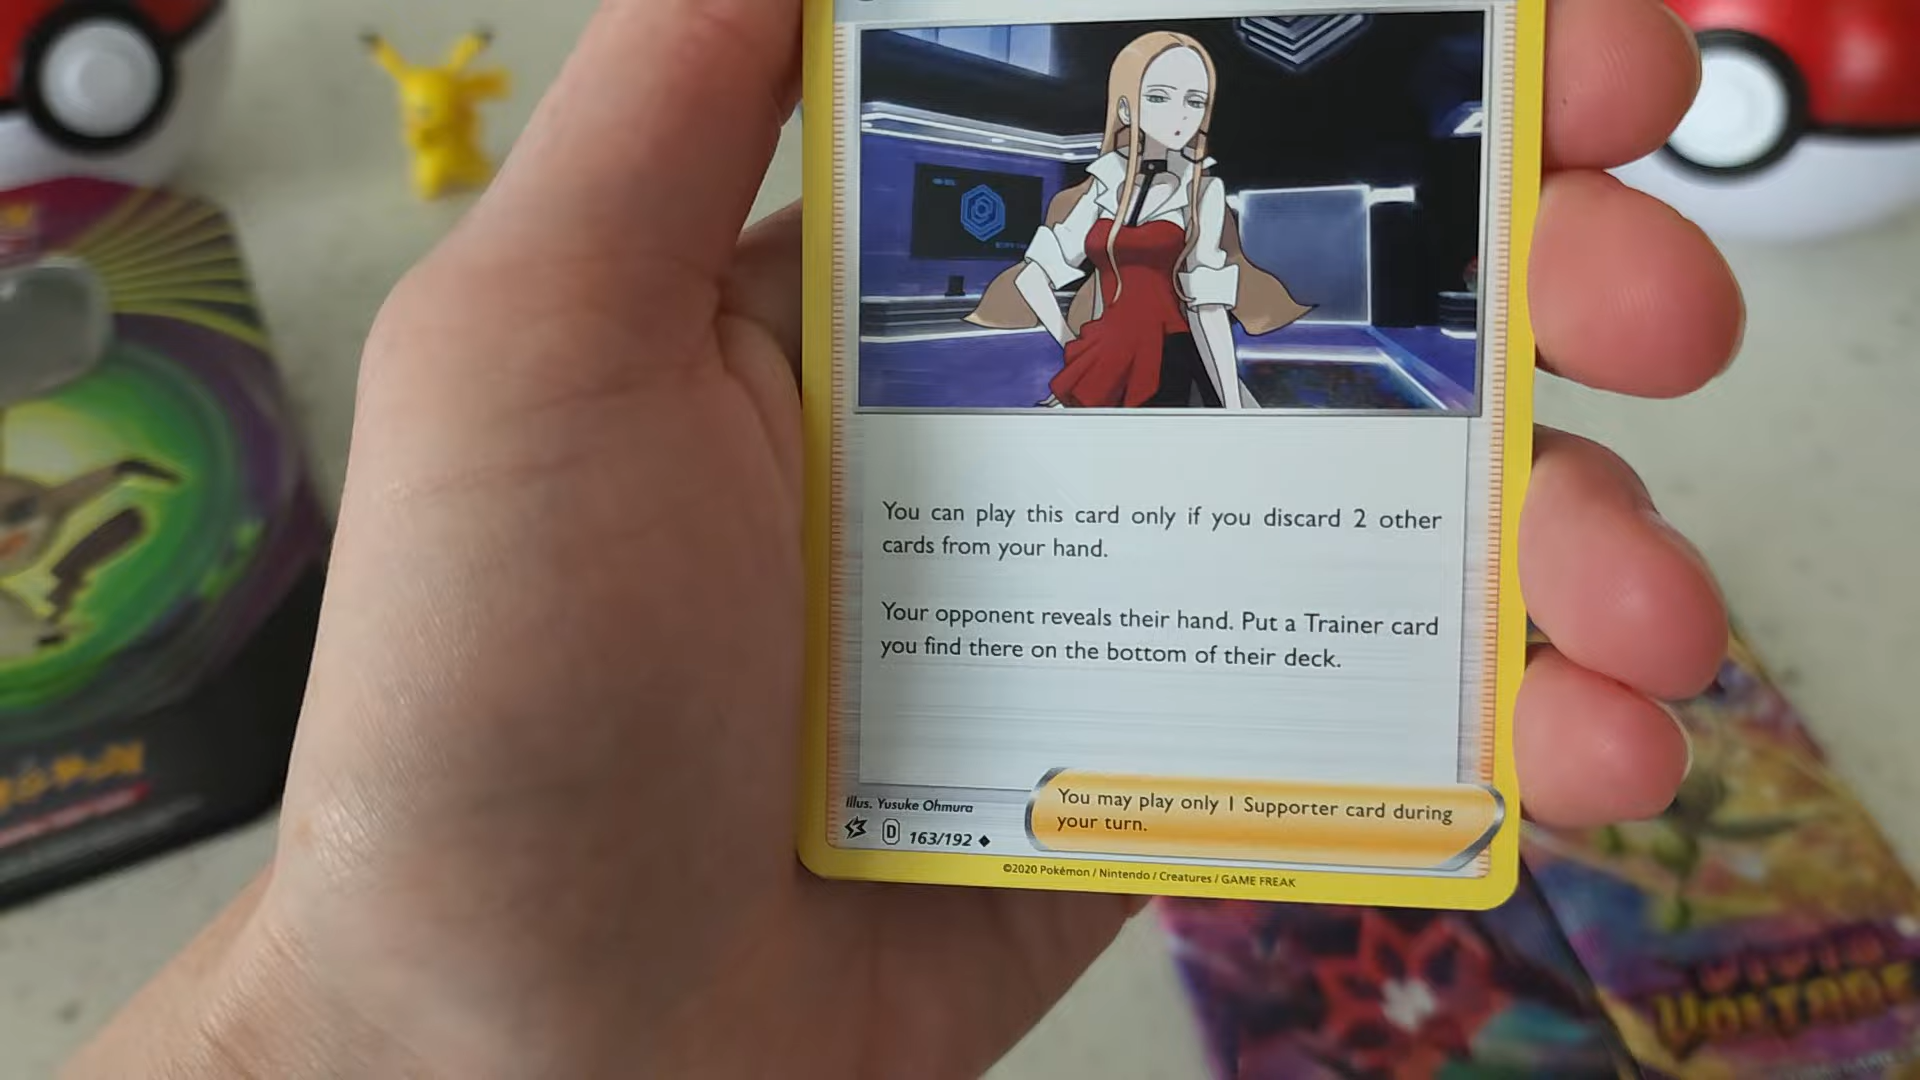 You can play this card only if you discard 2 other
cards from your hand.
Your opponent reveals their hand. Put a Trainer card
you find there on the bottom of their deck.
Illus. Yusuke Ohmura
D 163/192
You may play only 1 Supporter card during
your turn.
©2020 Pokémon / Nintendo / Creatures / GAME FREAK
VIVID
VOLTAGE